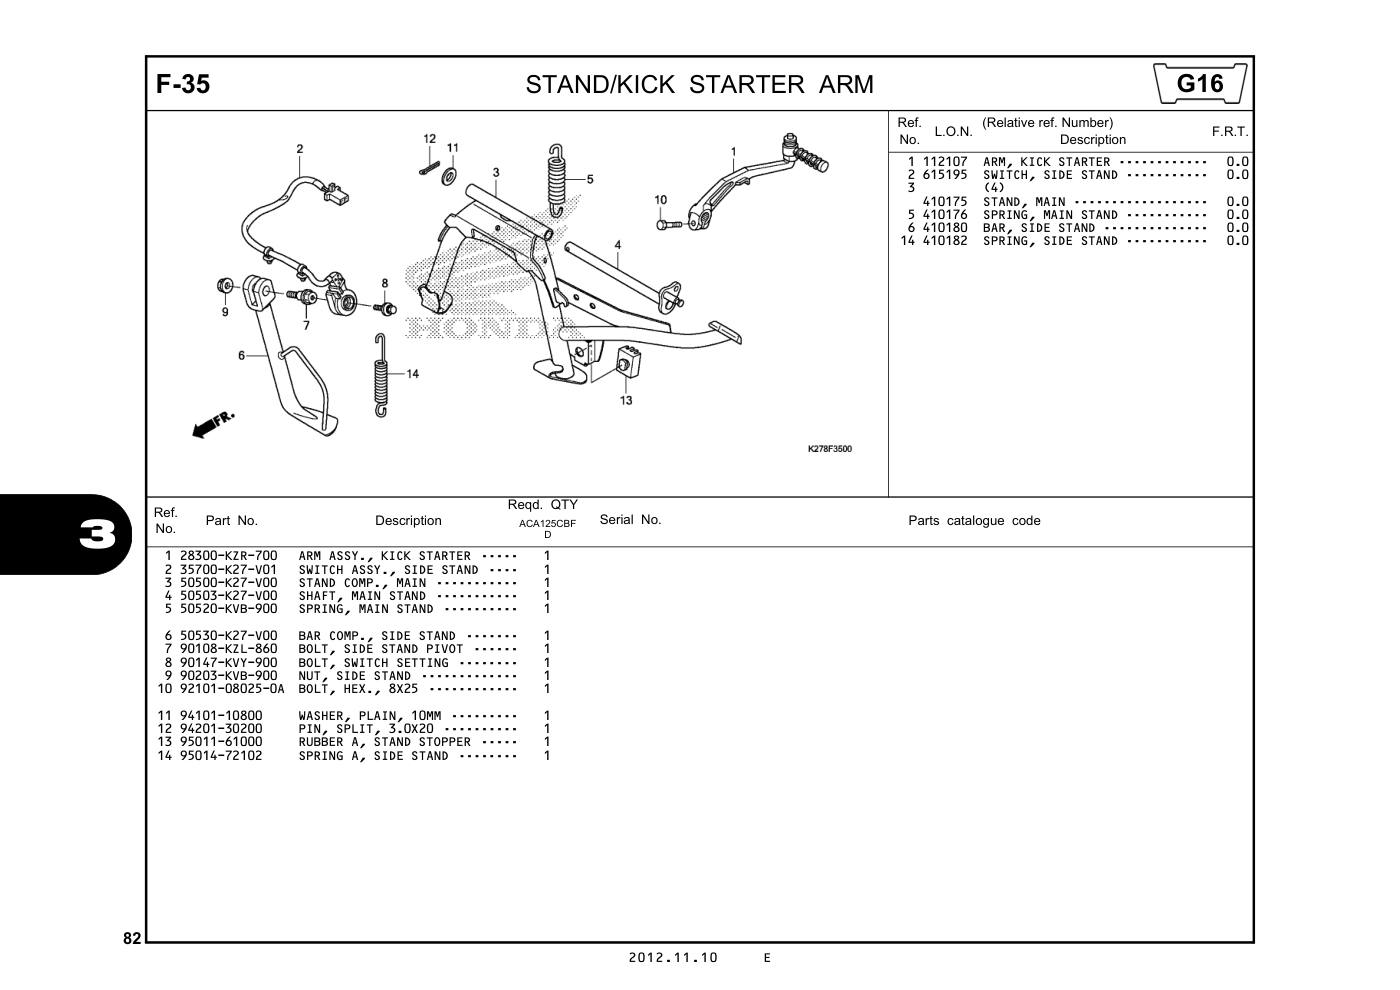 F-35 STAND/KICK STARTER ARM G16
Ref. No. L.O.N. (Relative ref. Number) Description F.R.T.
1 112107 ARM, KICK STARTER ············ 0.0
2 615195 SWITCH, SIDE STAND ··········· 0.0
3 (4)
410175 STAND, MAIN ·················· 0.0
5 410176 SPRING, MAIN STAND ··········· 0.0
6 410180 BAR, SIDE STAND ·············· 0.0
14 410182 SPRING, SIDE STAND ··········· 0.0
12
11
2
3
5
1
10
4
8
9
7
6
14
13
HONDA
FR.
K278F3500
3
Ref. No. Part No. Description Reqd. QTY ACA125CBF D Serial No. Parts catalogue code
1 28300-KZR-700 ARM ASSY., KICK STARTER ····· 1
2 35700-K27-V01 SWITCH ASSY., SIDE STAND ···· 1
3 50500-K27-V00 STAND COMP., MAIN ··········· 1
4 50503-K27-V00 SHAFT, MAIN STAND ··········· 1
5 50520-KVB-900 SPRING, MAIN STAND ·········· 1
6 50530-K27-V00 BAR COMP., SIDE STAND ······· 1
7 90108-KZL-860 BOLT, SIDE STAND PIVOT ······ 1
8 90147-KVY-900 BOLT, SWITCH SETTING ········ 1
9 90203-KVB-900 NUT, SIDE STAND ············· 1
10 92101-08025-0A BOLT, HEX., 8X25 ············ 1
11 94101-10800 WASHER, PLAIN, 10MM ········· 1
12 94201-30200 PIN, SPLIT, 3.0X20 ·········· 1
13 95011-61000 RUBBER A, STAND STOPPER ····· 1
14 95014-72102 SPRING A, SIDE STAND ········ 1
82
2012.11.10 E